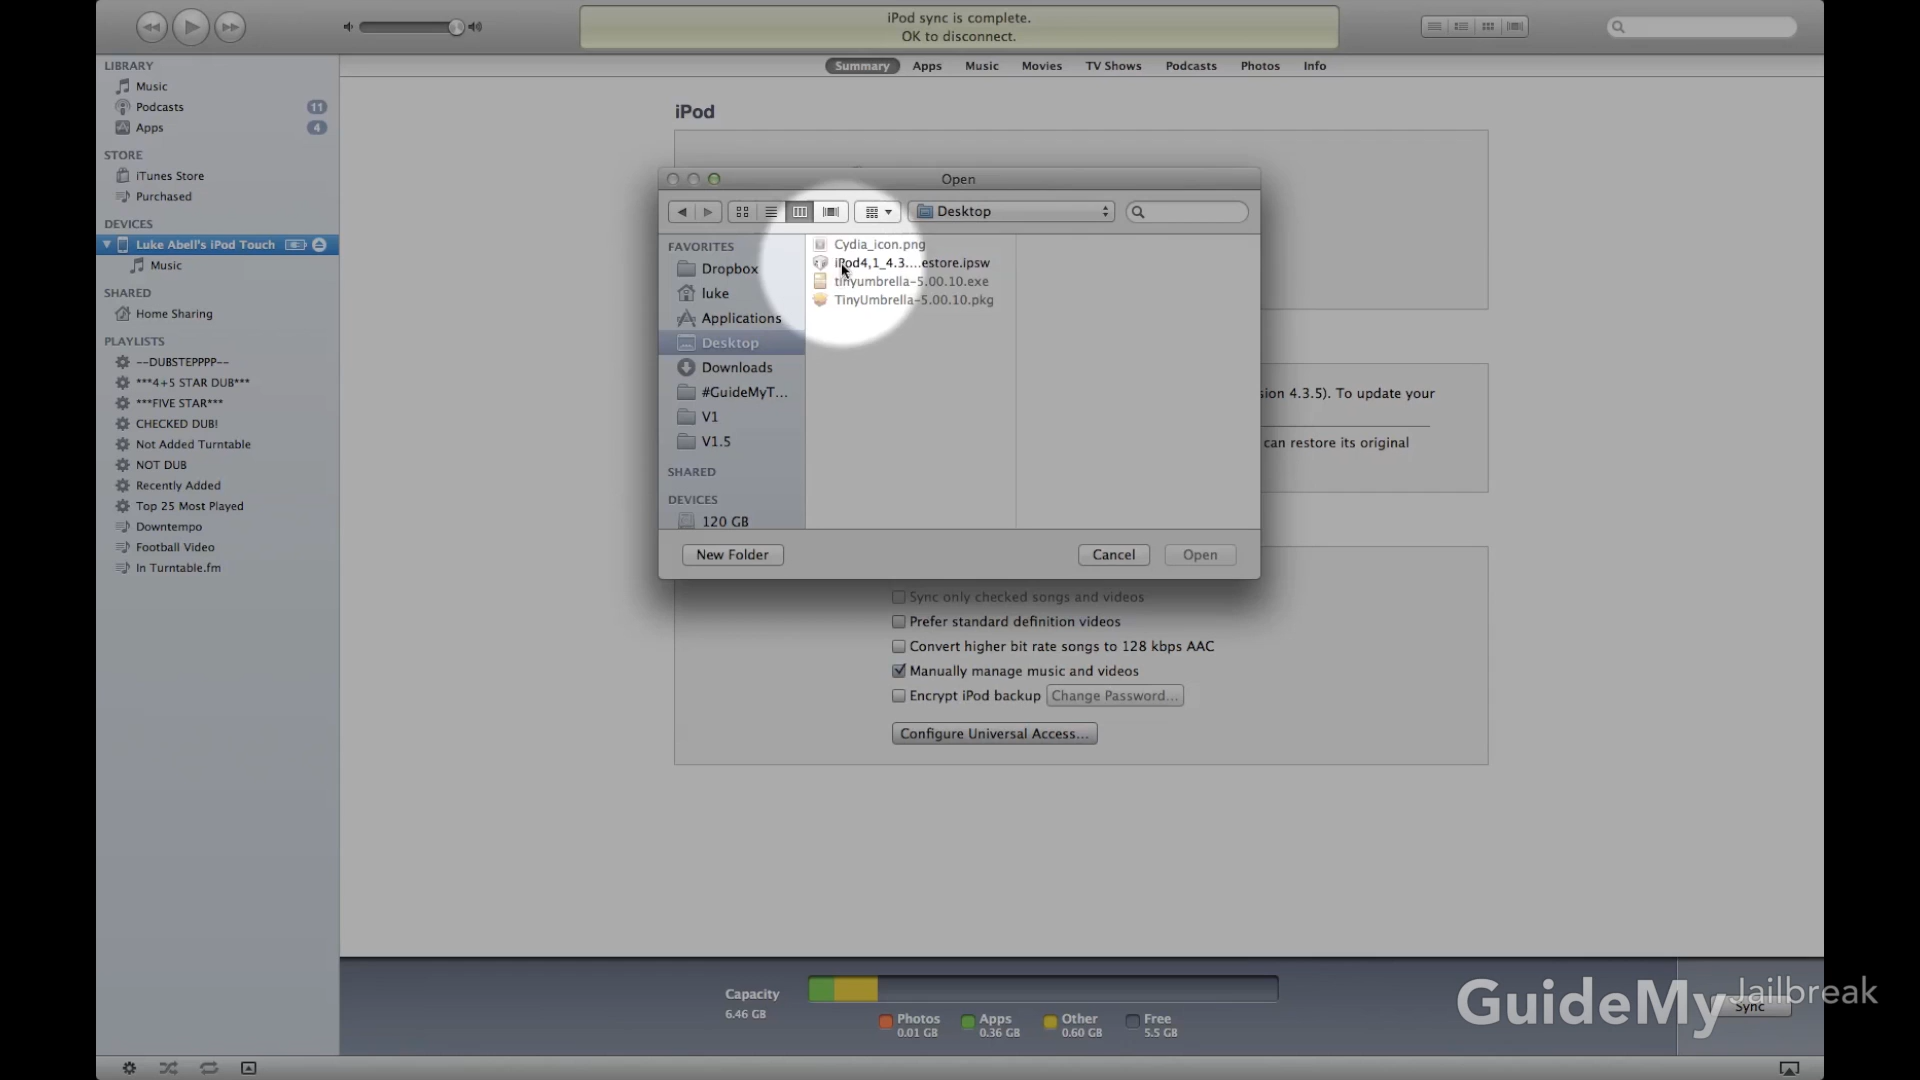 iPod sync is complete.
OK to disconnect.
Summary Apps Music Movies TV Shows Podcasts Photos Info
LIBRARY
Music
Podcasts 11
Apps 4
STORE
iTunes Store
Purchased
DEVICES
Luke Abell's iPod Touch
Music
SHARED
Home Sharing
PLAYLISTS
--DUBSTEPPPP--
***4+5 STAR DUB***
***FIVE STAR***
CHECKED DUB!
Not Added Turntable
NOT DUB
Recently Added
Top 25 Most Played
Downtempo
Football Video
In Turntable.fm
iPod
Open
Desktop
FAVORITES
Dropbox
luke
Applications
Desktop
Downloads
#GuideMyT...
V1
V1.5
SHARED
DEVICES
120 GB
Cydia_icon.png
iPod4,1_4.3....estore.ipsw
tinyumbrella-5.00.10.exe
TinyUmbrella-5.00.10.pkg
New Folder Cancel Open
sion 4.3.5). To update your
can restore its original
Sync only checked songs and videos
Prefer standard definition videos
Convert higher bit rate songs to 128 kbps AAC
Manually manage music and videos
Encrypt iPod backup Change Password...
Configure Universal Access...
Capacity
6.46 GB
Photos
0.01 GB
Apps
0.36 GB
Other
0.60 GB
Free
5.5 GB
Sync
GuideMyJailbreak